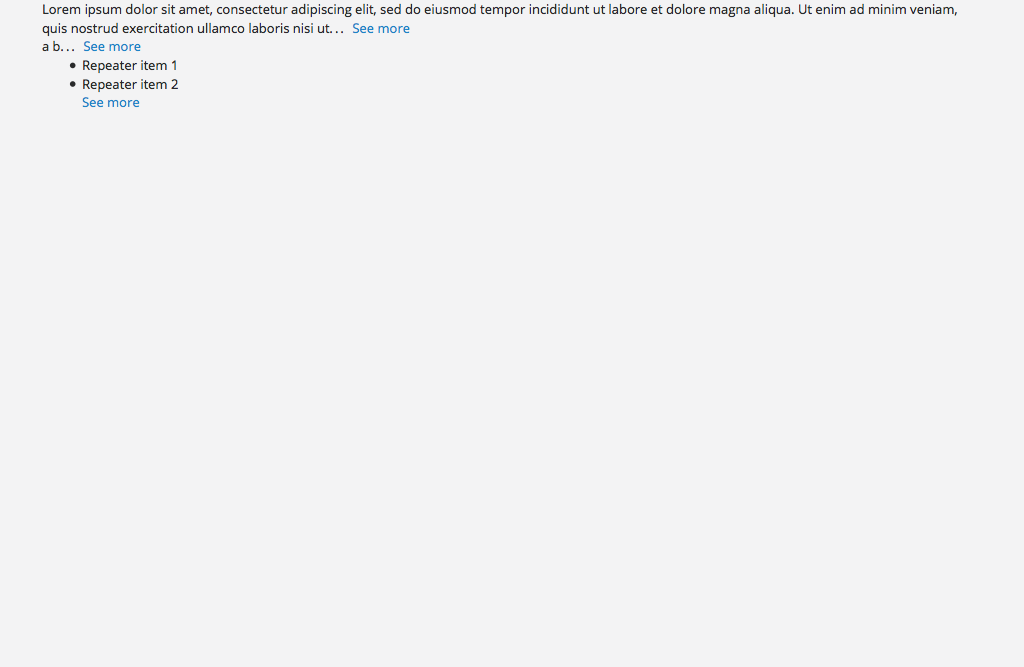 Lorem ipsum dolor sit amet, consectetur adipiscing elit, sed do eiusmod tempor incididunt ut labore et dolore magna aliqua. Ut enim ad minim veniam,
quis nostrud exercitation ullamco laboris nisi ut... See more
a b... See more
• Repeater item 1
• Repeater item 2
See more